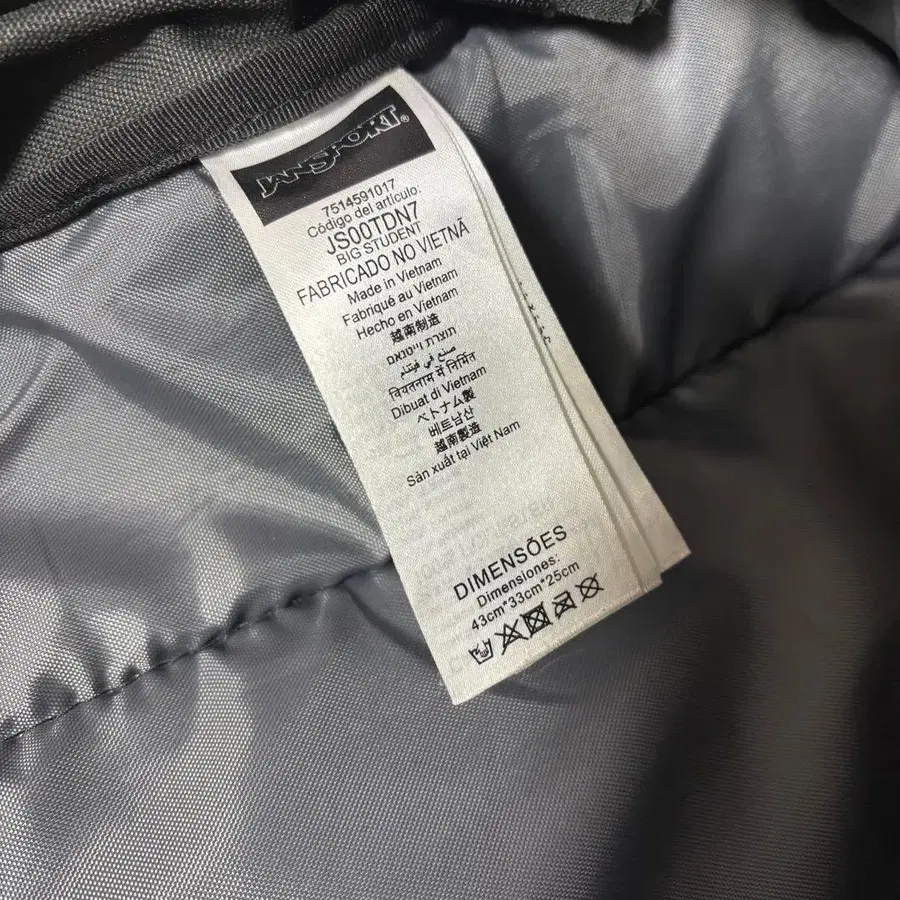 JANSPORT®
7514591017
Código del artículo:
JS00TDN7
BIG STUDENT
FABRICADO NO VIETNÃ
Made in Vietnam
Fabriqué au Vietnam
Hecho en Vietnam
越南制造
תוצרת וייטנאם
صنع في فيتنام
वियतनाम में निर्मित
Dibuat di Vietnam
ベトナム製
베트남산
越南製造
Sản xuất tại Việt Nam
DIMENSÕES
Dimensiones:
43cm*33cm*25cm